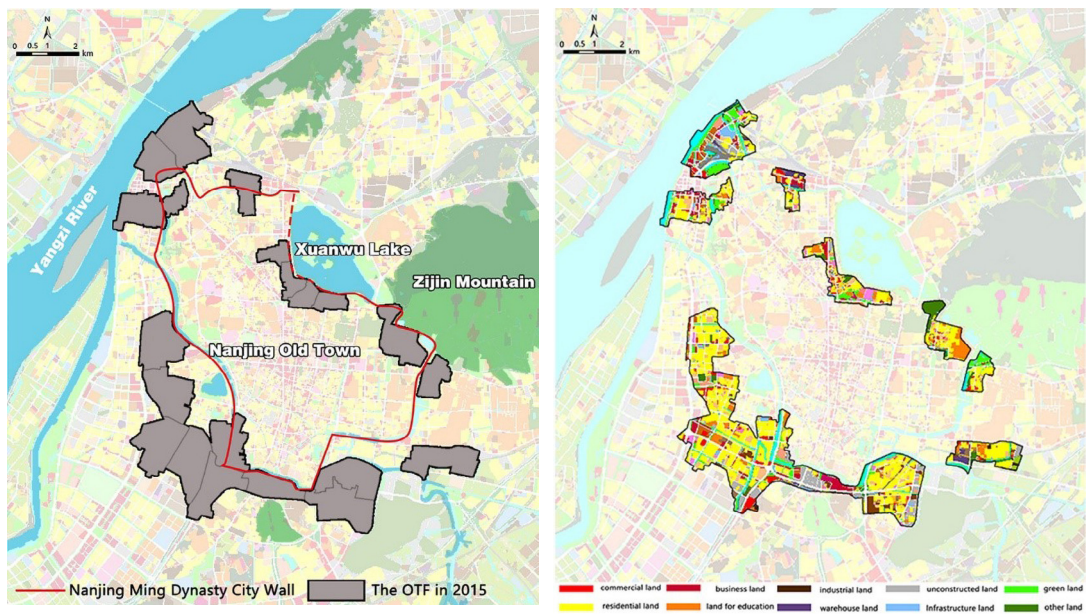 N
0 0.5 1 2
km
Yangzi River
Xuanwu Lake
Zijin Mountain
Nanjing Old Town
Nanjing Ming Dynasty City Wall
The OTF in 2015
N
0 0.5 1 2
km
commercial land
business land
industrial land
unconstructed land
green land
residential land
land for education
warehouse land
Infrastructure land
other land